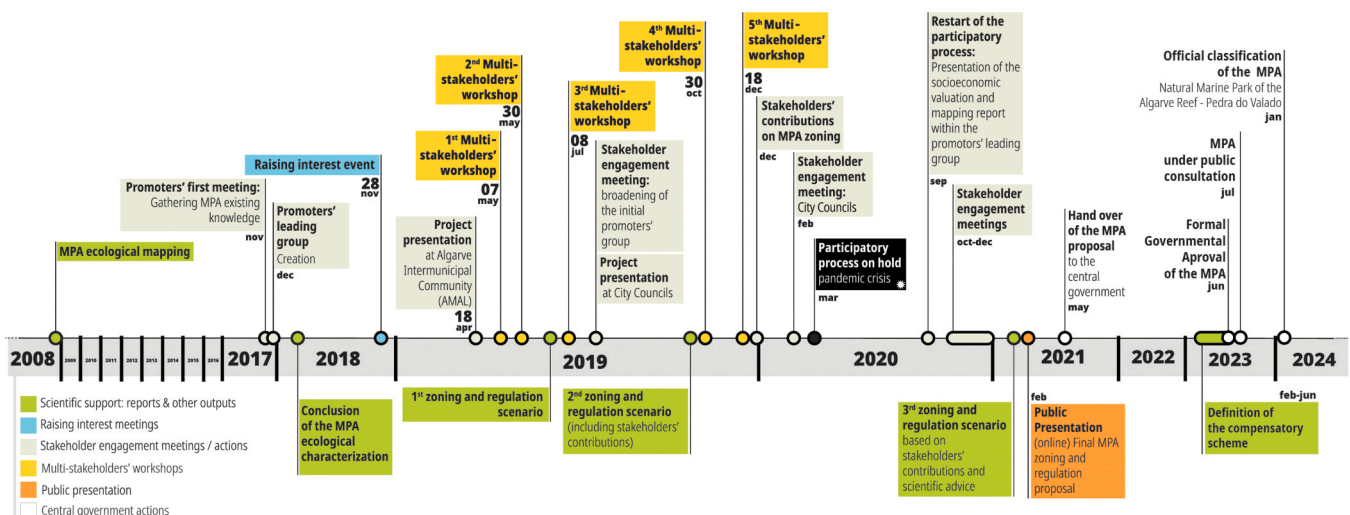 MPA ecological mapping
Promoters' first meeting:
Gathering MPA existing
knowledge
nov
Promoters'
leading
group
Creation
dec
Raising interest event
28
nov
Project
presentation
at Algarve
Intermunicipal
Community
(AMAL)
18
apr
1st Multi-
stakeholders'
workshop
07
may
2nd Multi-
stakeholders'
workshop
30
may
3rd Multi-
stakeholders'
workshop
08
jul
Stakeholder
engagement
meeting:
broadening of
the initial
promoters'
group
Project
presentation
at City Councils
4th Multi-
stakeholders'
workshop
30
oct
5th Multi-
stakeholders'
workshop
18
dec
Stakeholders'
contributions
on MPA zoning
dec
Stakeholder
engagement
meeting:
City Councils
feb
Participatory
process on hold
pandemic crisis
mar
Restart of the
participatory
process:
Presentation of the
socioeconomic
valuation and
mapping report
within the
promotors' leading
group
sep
Stakeholder
engagement
meetings
oct-dec
Hand over
of the MPA
proposal
to the
central
government
may
Formal
Governmental
Aproval
of the MPA
jun
MPA
under public
consultation
jul
Official classification
of the MPA
Natural Marine Park of the
Algarve Reef - Pedra do Valado
jan
2008
2009
2010
2011
2012
2013
2014
2015
2016
2017
2018
2019
2020
2021
2022
2023
2024
Conclusion
of the MPA
ecological
characterization
1st zoning and regulation
scenario
2nd zoning and
regulation scenario
(including stakeholders'
contributions)
3rd zoning and
regulation scenario
based on
stakeholders'
contributions and
scientific advice
feb
Public
Presentation
(online) Final MPA
zoning and
regulation
proposal
feb-jun
Definition of
the compensatory
scheme
Scientific support: reports & other outputs
Raising interest meetings
Stakeholder engagement meetings / actions
Multi-stakeholders' workshops
Public presentation
Central government actions